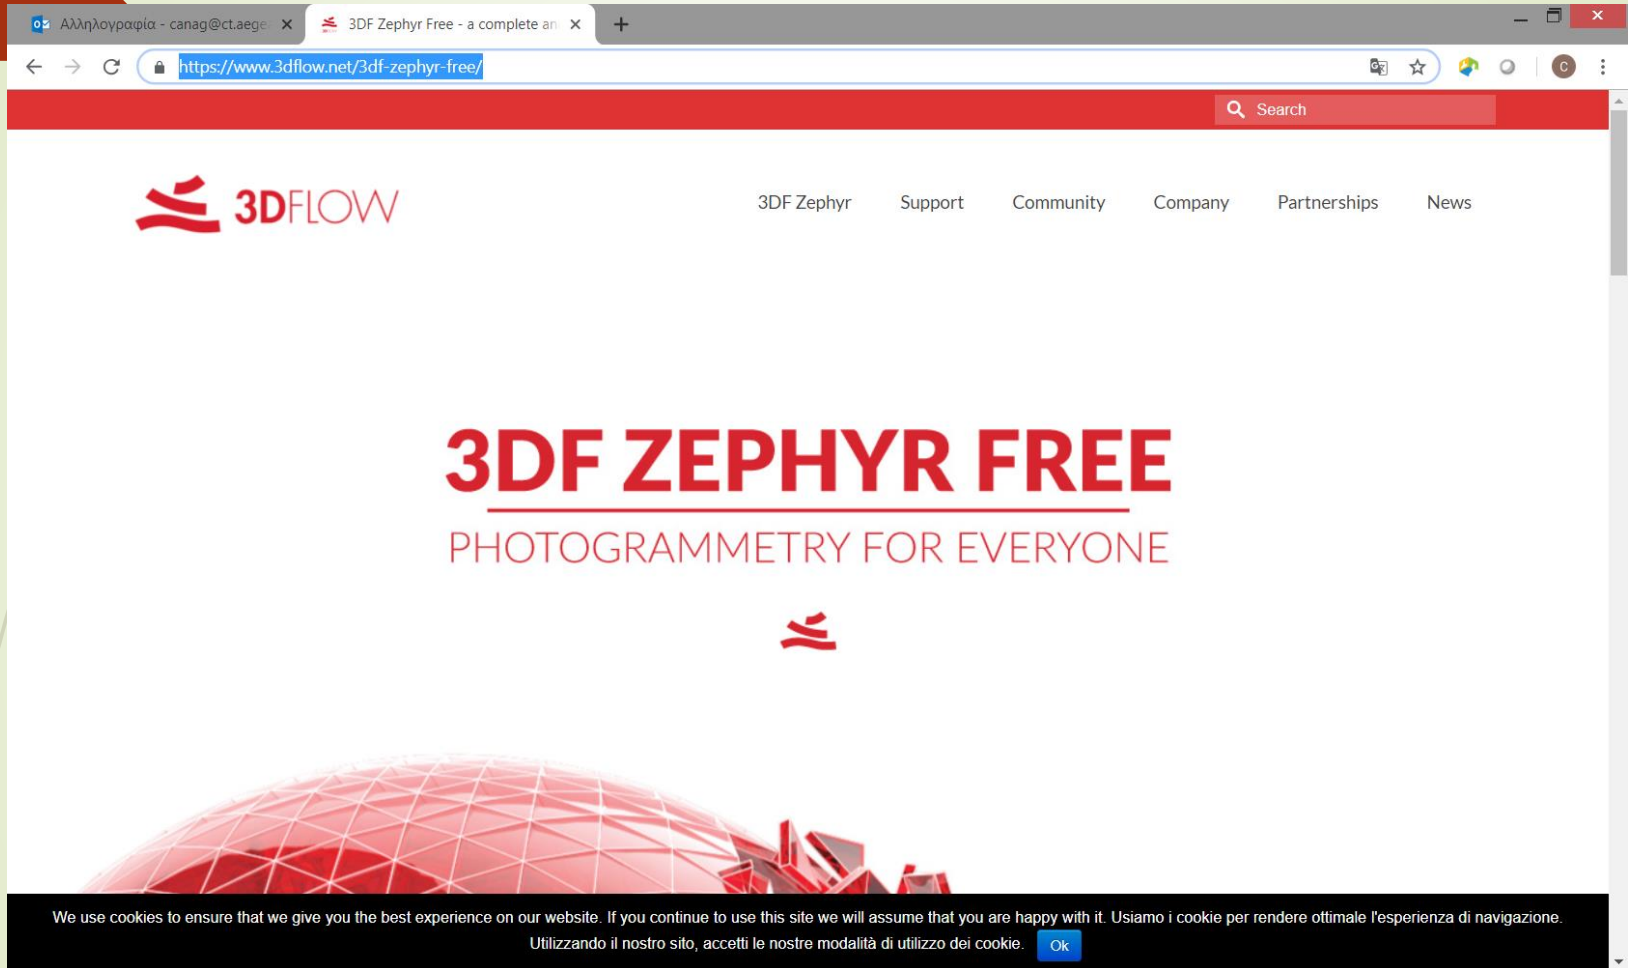 Αλληλογραφία - canag@ct.aege
3DF Zephyr Free - a complete an
https://www.3dflow.net/3df-zephyr-free/
C
Search
3DFLOW
3DF Zephyr Support Community Company Partnerships News
3DF ZEPHYR FREE
PHOTOGRAMMETRY FOR EVERYONE
We use cookies to ensure that we give you the best experience on our website. If you continue to use this site we will assume that you are happy with it. Usiamo i cookie per rendere ottimale l'esperienza di navigazione.
Utilizzando il nostro sito, accetti le nostre modalità di utilizzo dei cookie. Ok